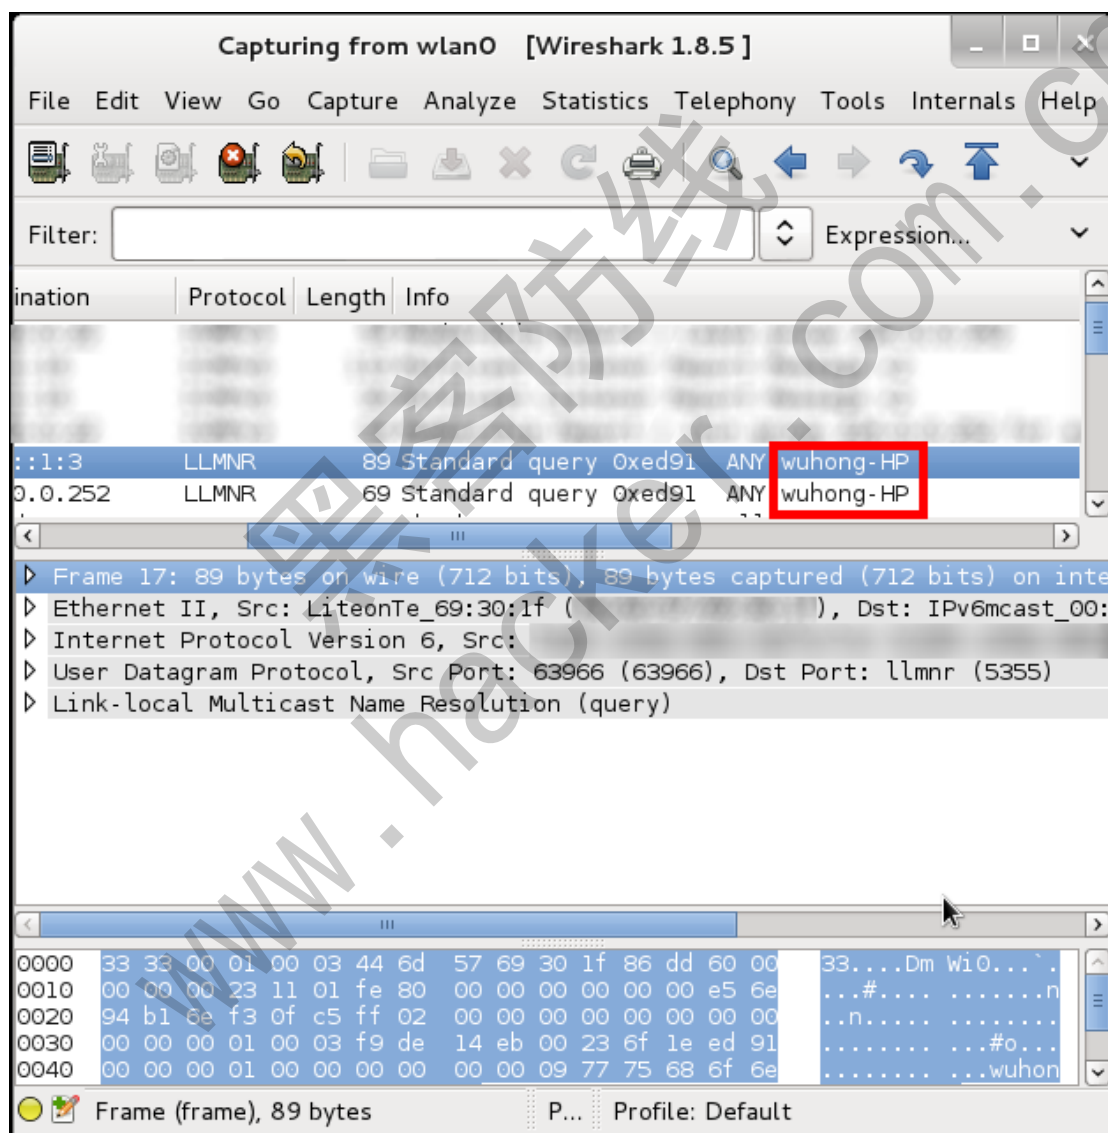 Capturing from wlan0 [Wireshark 1.8.5 ]
File Edit View Go Capture Analyze Statistics Telephony Tools Internals Help
Filter: Expression...
ination Protocol Length Info
::1:3 LLMNR 89 Standard query 0xed91 ANY wuhong-HP
0.0.252 LLMNR 69 Standard query 0xed91 ANY wuhong-HP
Frame 17: 89 bytes on wire (712 bits), 89 bytes captured (712 bits) on inte
Ethernet II, Src: LiteonTe_69:30:1f ( ), Dst: IPv6mcast_00:
Internet Protocol Version 6, Src:
User Datagram Protocol, Src Port: 63966 (63966), Dst Port: llmnr (5355)
Link-local Multicast Name Resolution (query)
0000 33 33 00 01 00 03 44 6d 57 69 30 1f 86 dd 60 00 33....Dm Wi0...`.
0010 00 00 00 23 11 01 fe 80 00 00 00 00 00 00 e5 6e ...#.... .......n
0020 94 b1 6e f3 0f c5 ff 02 00 00 00 00 00 00 00 00 ..n..... ........
0030 00 00 00 01 00 03 f9 de 14 eb 00 23 6f 1e ed 91 ........ ...#o...
0040 00 00 00 01 00 00 00 00 00 00 09 77 75 68 6f 6e ........ ...wuhon
Frame (frame), 89 bytes P... Profile: Default
黑客防线
www.hacker.com.cn